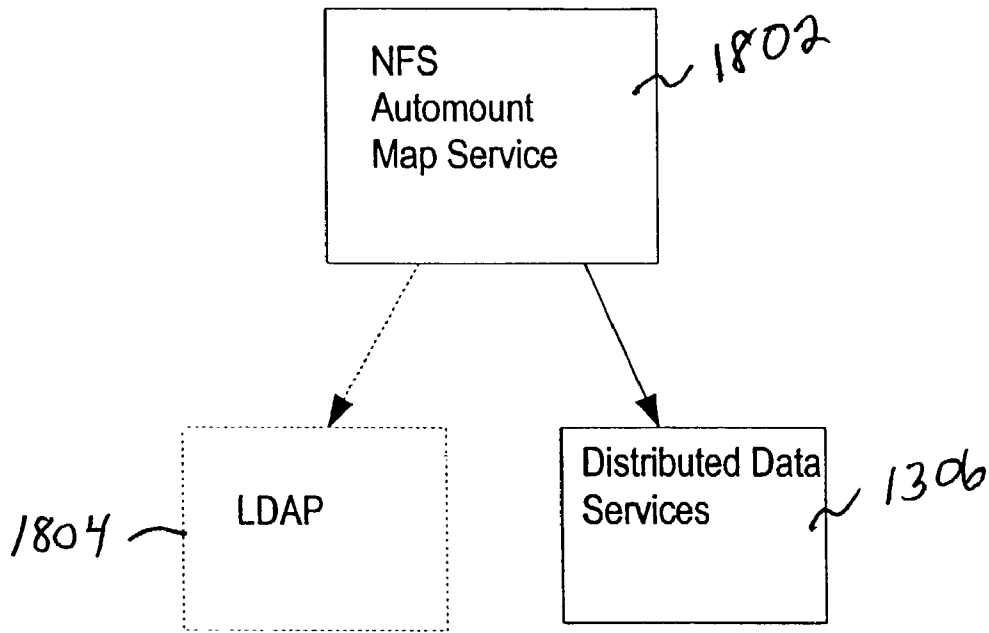 NFS
Automount
Map Service
1802
LDAP
1804
Distributed Data
Services
1306